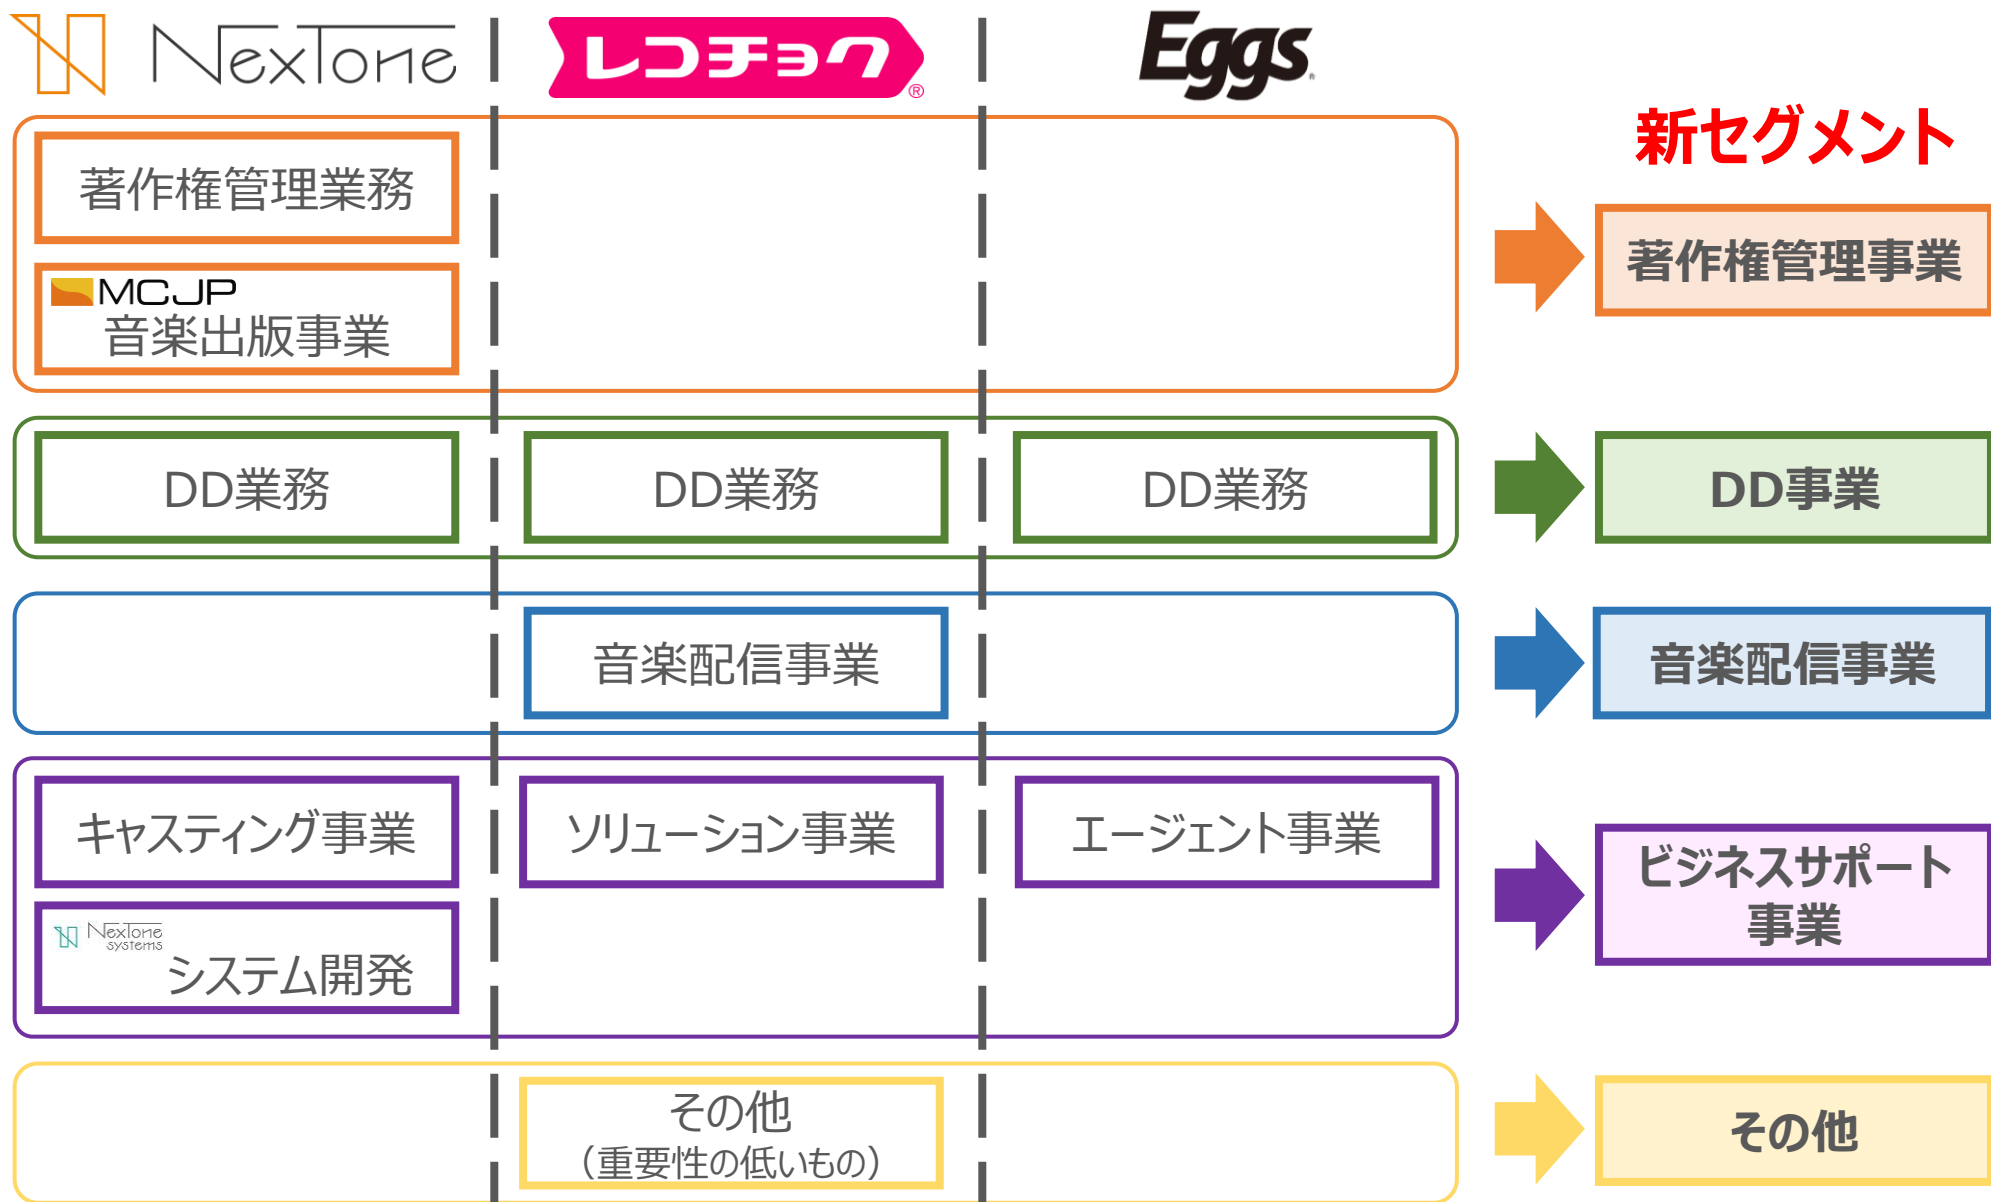 NexTone
レコチョク®
Eggs®
新セグメント
著作権管理業務
MCJP
音楽出版事業
著作権管理事業
DD業務
DD業務
DD業務
DD事業
音楽配信事業
音楽配信事業
キャスティング事業
ソリューション事業
エージェント事業
NexTone
systems
システム開発
ビジネスサポート
事業
その他
（重要性の低いもの）
その他